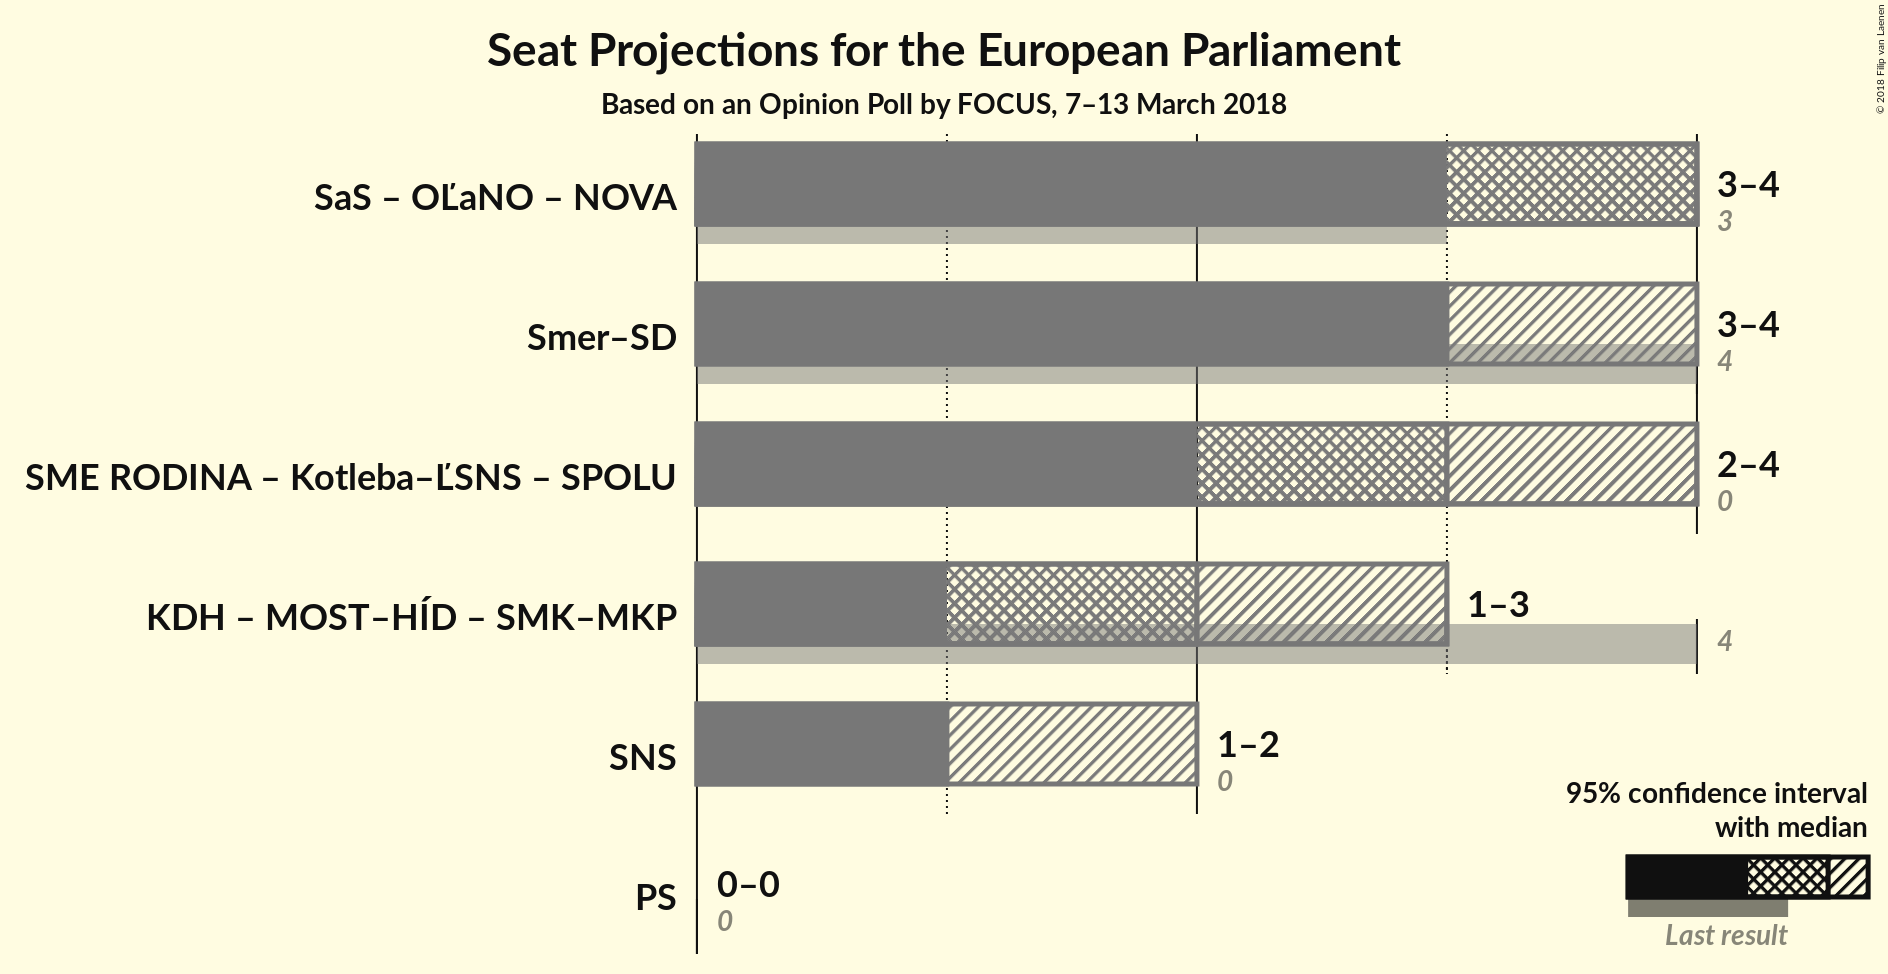 Seat Projections for the European Parliament
Based on an Opinion Poll by FOCUS, 7–13 March 2018
© 2018 Filip van Laenen
SaS – OĽaNO – NOVA
3–4
3
Smer–SD
3–4
4
SME RODINA – Kotleba–ĽSNS – SPOLU
2–4
0
KDH – MOST–HÍD – SMK–MKP
1–3
4
SNS
1–2
0
PS
0–0
0
95% confidence interval
with median
Last result